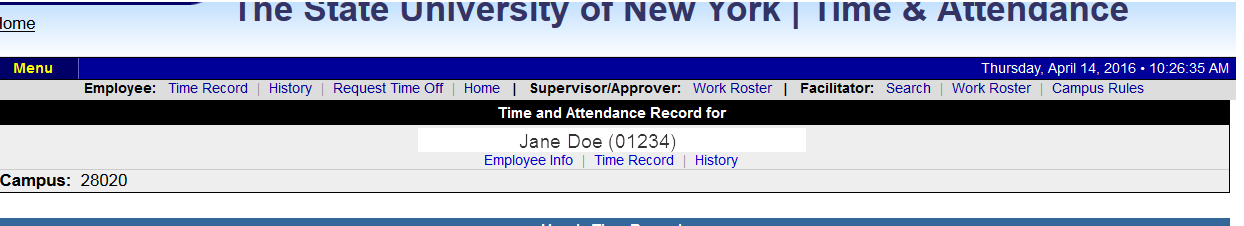 The State University of New York | Time & Attendance
Home
Menu
Thursday, April 14, 2016 • 10:26:35 AM
Employee: Time Record | History | Request Time Off | Home | Supervisor/Approver: Work Roster | Facilitator: Search | Work Roster | Campus Rules
Time and Attendance Record for
Jane Doe (01234)
Employee Info | Time Record | History
Campus: 28020